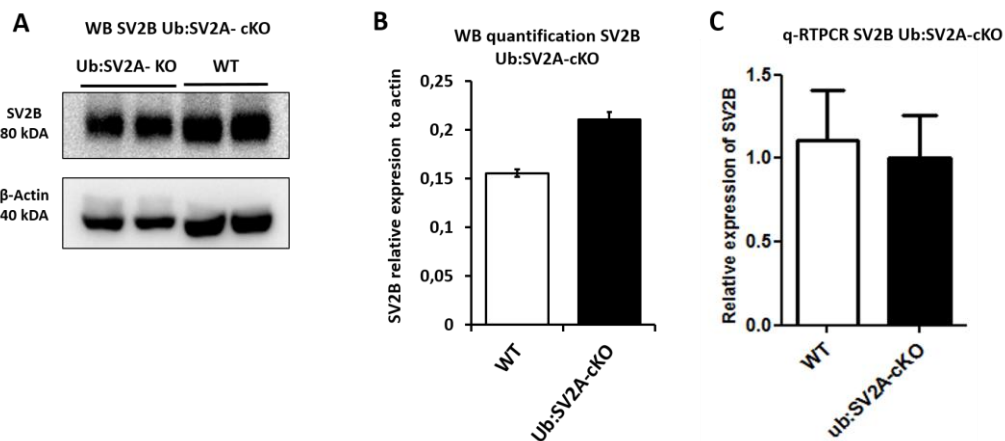 A
WB SV2B Ub:SV2A- cKO
Ub:SV2A- KO WT
SV2B
80 kDA
β-Actin
40 kDA
B
WB quantification SV2B
Ub:SV2A-cKO
SV2B relative expresion to actin
0,25
0,2
0,15
0,1
0,05
0
WT
Ub:SV2A-cKO
C
q-RTPCR SV2B Ub:SV2A-cKO
Relative expression of SV2B
1.5
1.0
0.5
0.0
WT
ub:SV2A-cKO